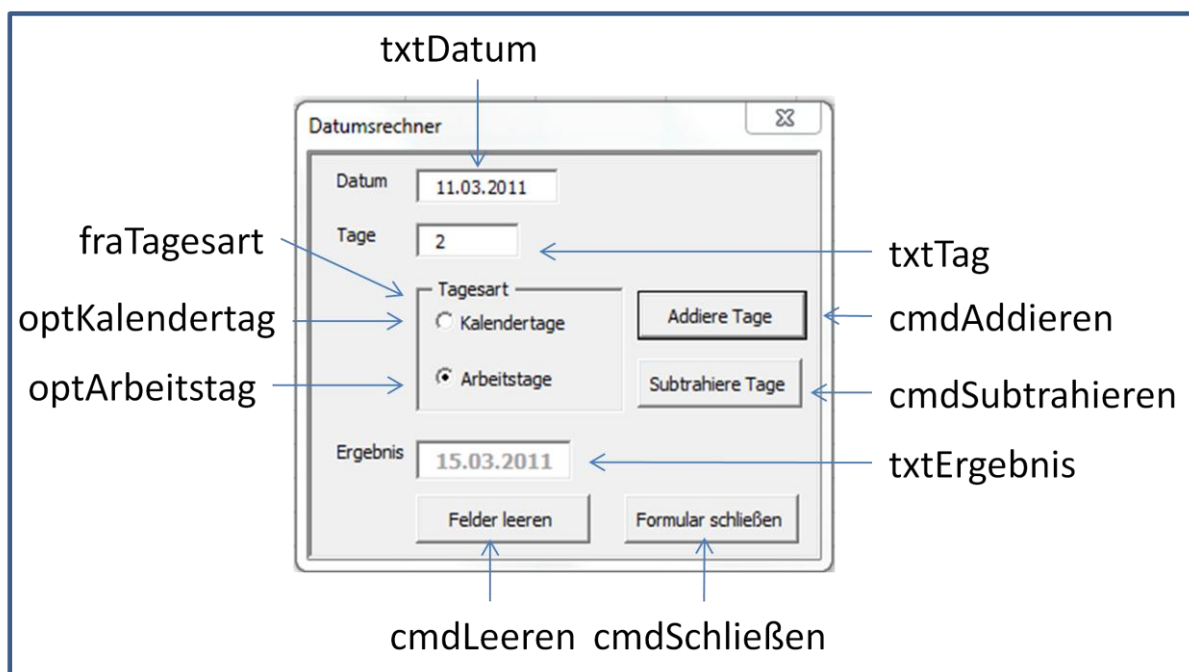 txtDatum
Datumsrechner
Datum 11.03.2011
Tage 2
fraTagesart
txtTag
Tagesart
optKalendertag
Kalendertage
Addiere Tage
cmdAddieren
optArbeitstag
Arbeitstage
Subtrahiere Tage
cmdSubtrahieren
Ergebnis 15.03.2011
txtErgebnis
Felder leeren
Formular schließen
cmdLeeren
cmdSchließen